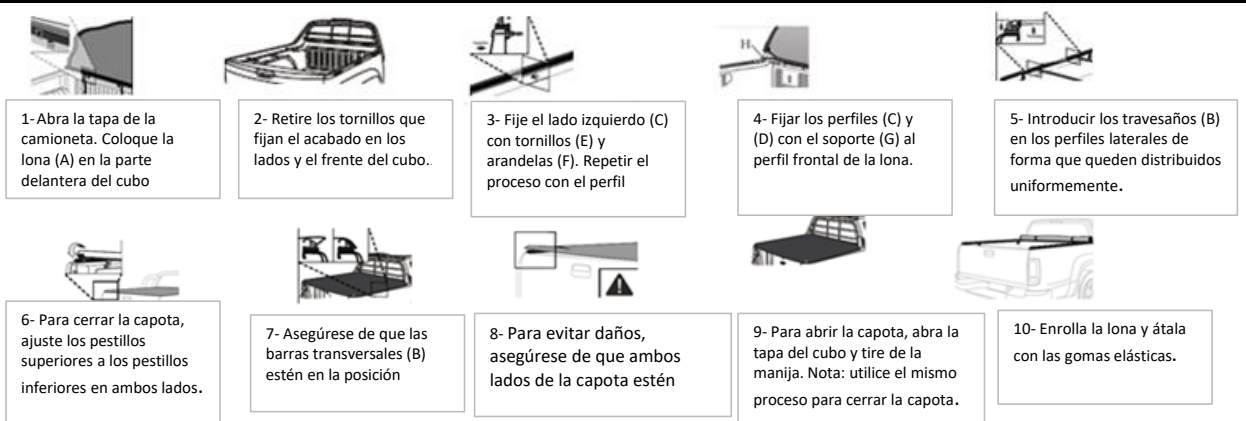 H
1- Abra la tapa de la
camioneta. Coloque la
lona (A) en la parte
delantera del cubo
2- Retire los tornillos que
fijan el acabado en los
lados y el frente del cubo..
3- Fije el lado izquierdo (C)
con tornillos (E) y
arandelas (F). Repetir el
proceso con el perfil
4- Fijar los perfiles (C) y
(D) con el soporte (G) al
perfil frontal de la lona.
5- Introducir los travesaños (B)
en los perfiles laterales de
forma que queden distribuidos
uniformemente.
6- Para cerrar la capota,
ajuste los pestillos
superiores a los pestillos
inferiores en ambos lados.
7- Asegúrese de que las
barras transversales (B)
estén en la posición
8- Para evitar daños,
asegúrese de que ambos
lados de la capota estén
9- Para abrir la capota, abra la
tapa del cubo y tire de la
manija. Nota: utilice el mismo
proceso para cerrar la capota.
10- Enrolla la lona y átala
con las gomas elásticas.